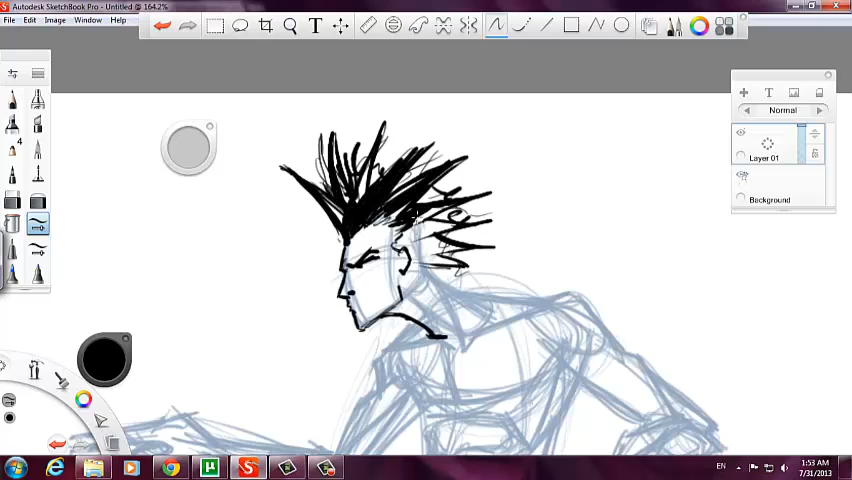 Autodesk SketchBook Pro - Untitled @ 164.2%
File Edit Image Window Help
T
4
T
Normal
Layer 01
Background
EN
1:53 AM
7/31/2013